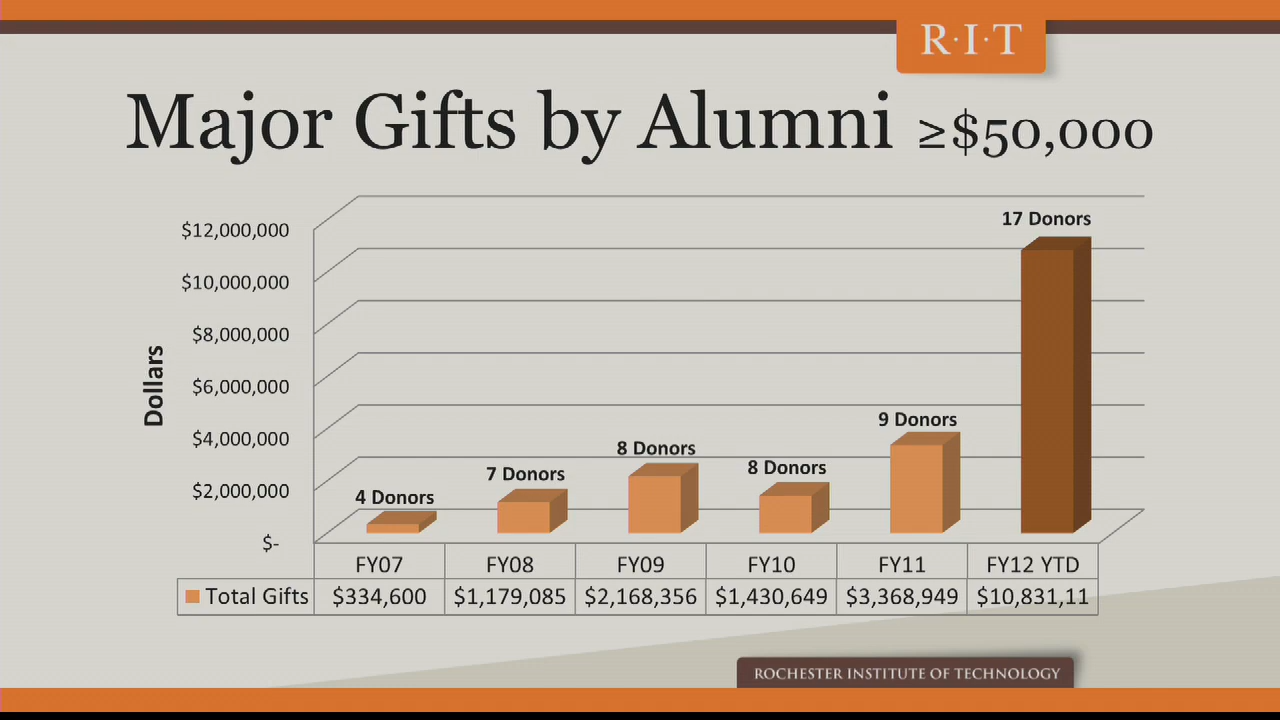 R·I·T
Major Gifts by Alumni ≥$50,000
$12,000,000
$10,000,000
$8,000,000
$6,000,000
$4,000,000
$2,000,000
$-
Dollars
4 Donors
7 Donors
8 Donors
8 Donors
9 Donors
17 Donors
FY07 FY08 FY09 FY10 FY11 FY12 YTD
Total Gifts $334,600 $1,179,085 $2,168,356 $1,430,649 $3,368,949 $10,831,11
ROCHESTER INSTITUTE OF TECHNOLOGY